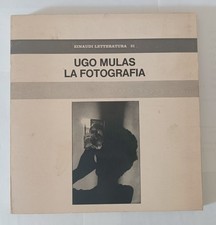 EINAUDI LETTERATURA
UGO MULAS
LA FOTOGRAFIA